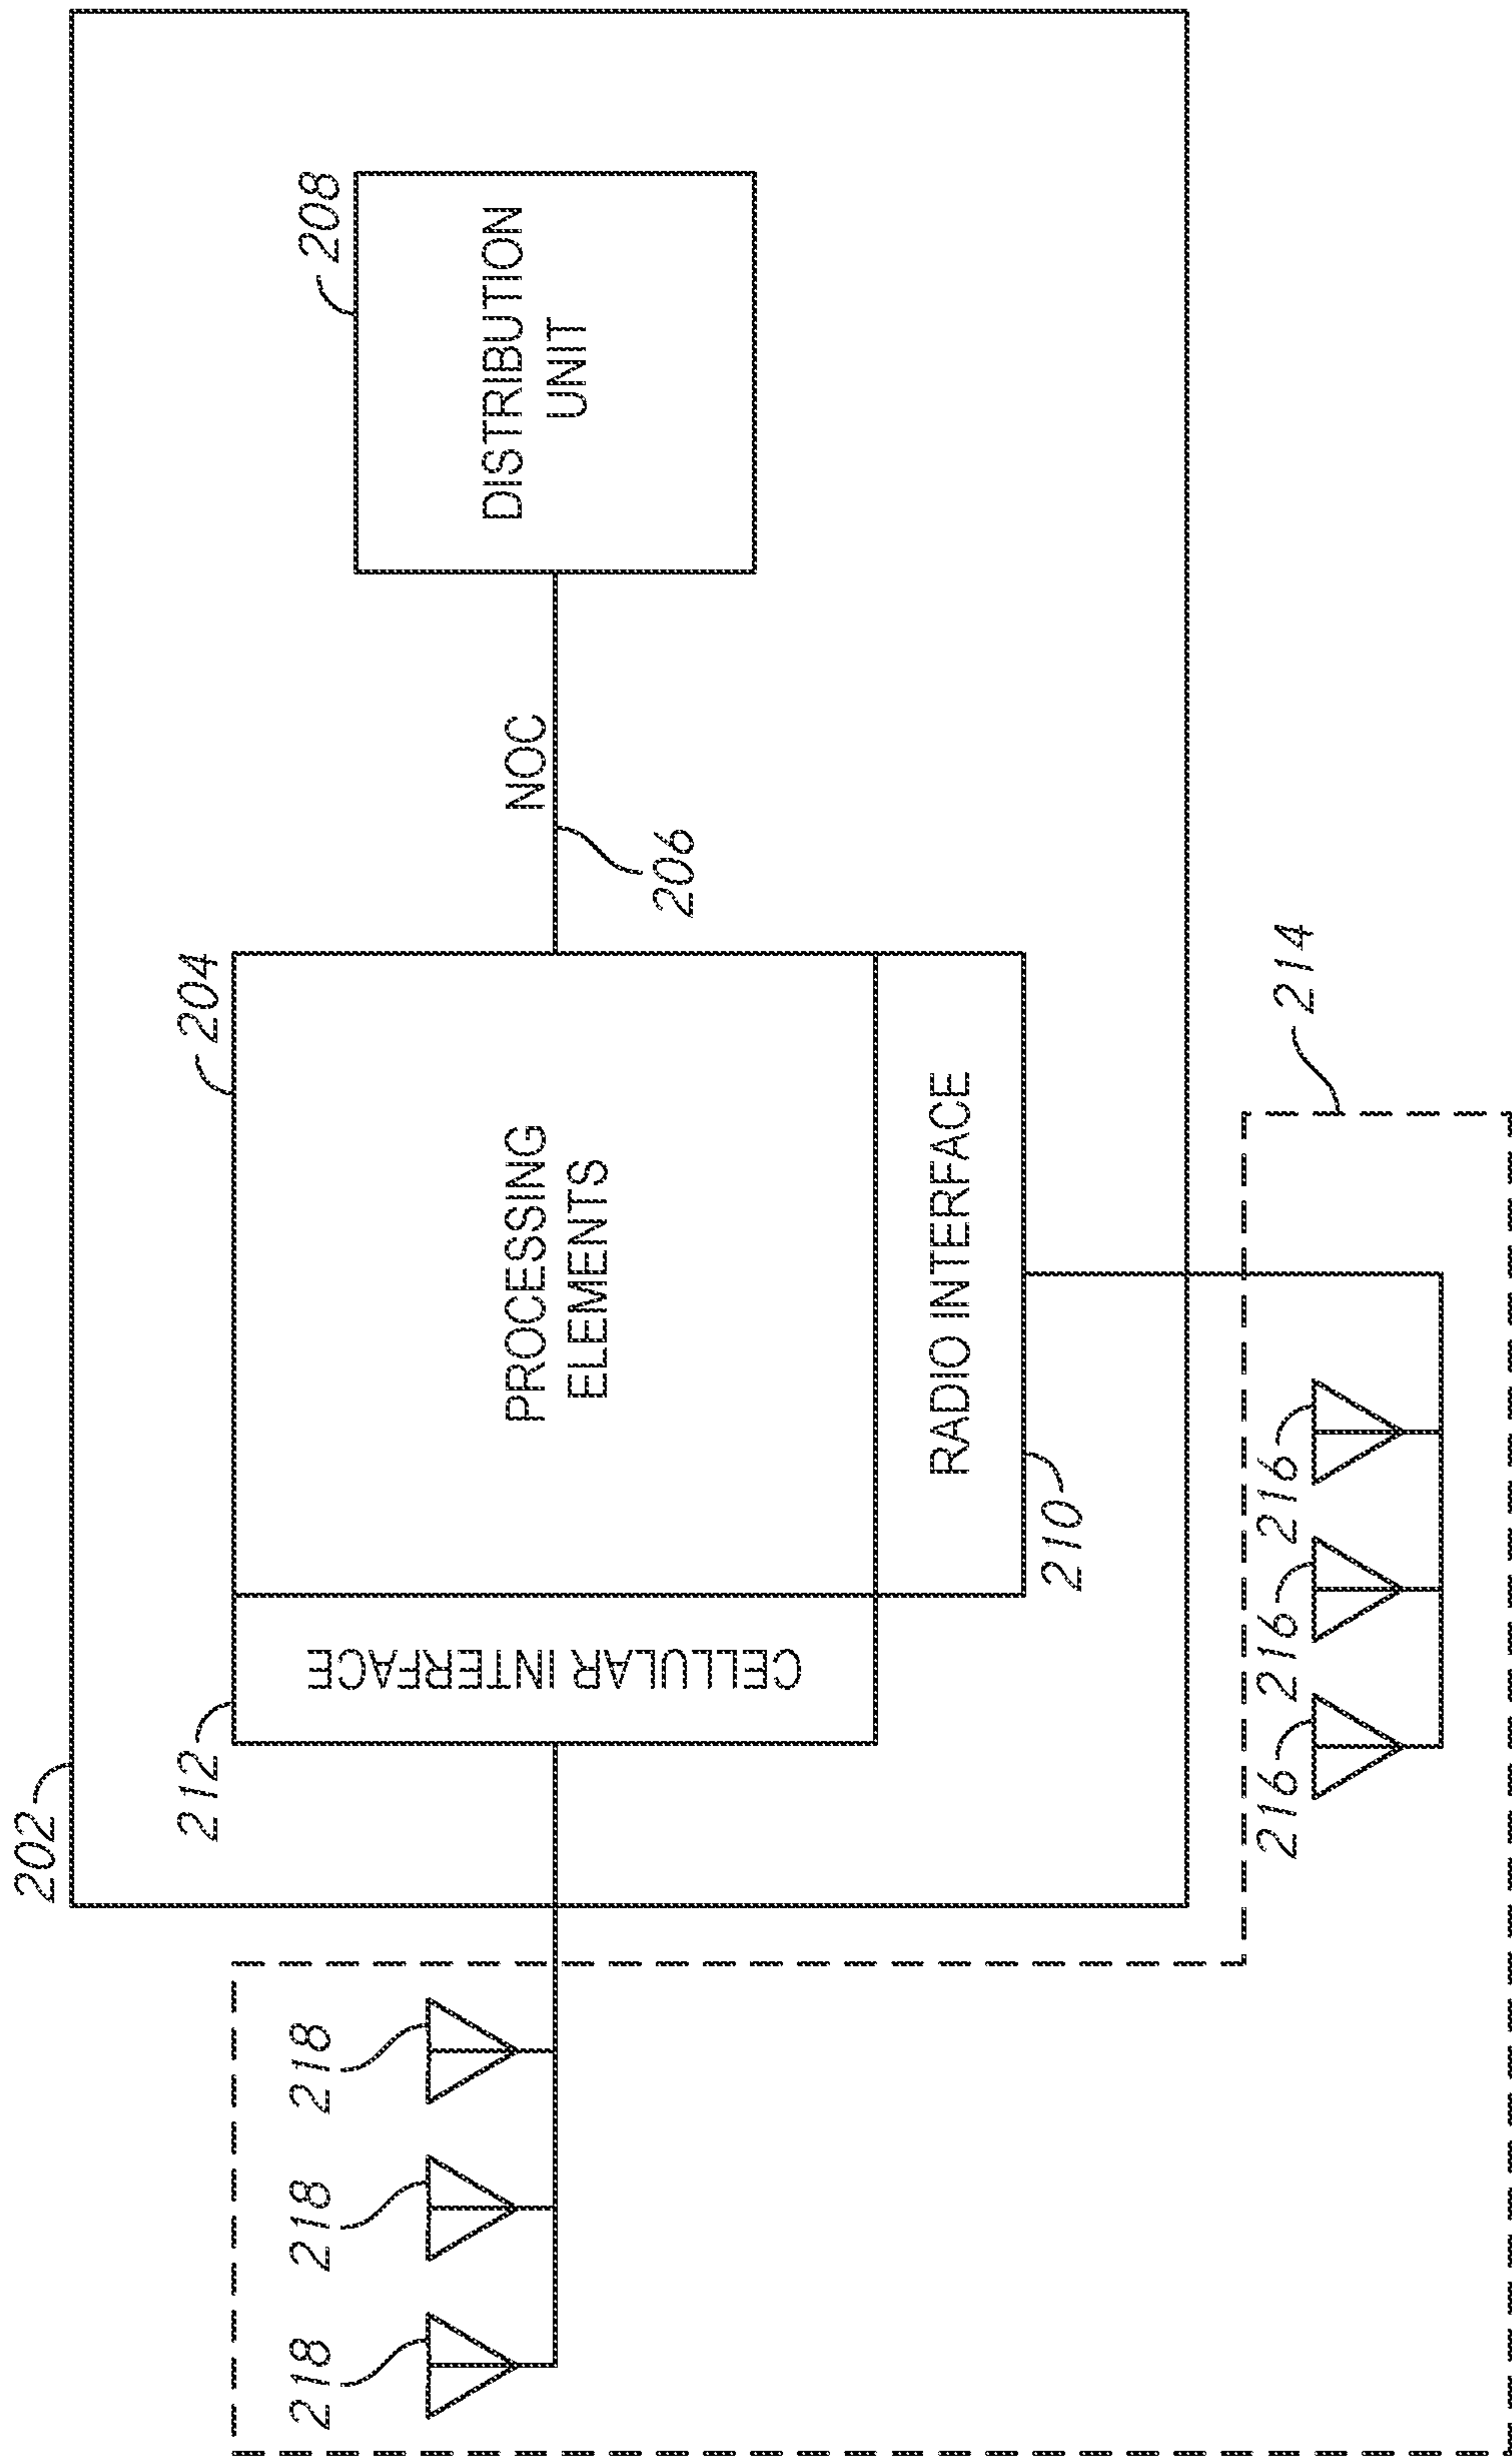 202
212
204
208
CELLULAR INTERFACE
PROCESSING
ELEMENTS
NOC
206
DISTRIBUTION
UNIT
RADIO INTERFACE
210
218
218
218
214
216
216
216